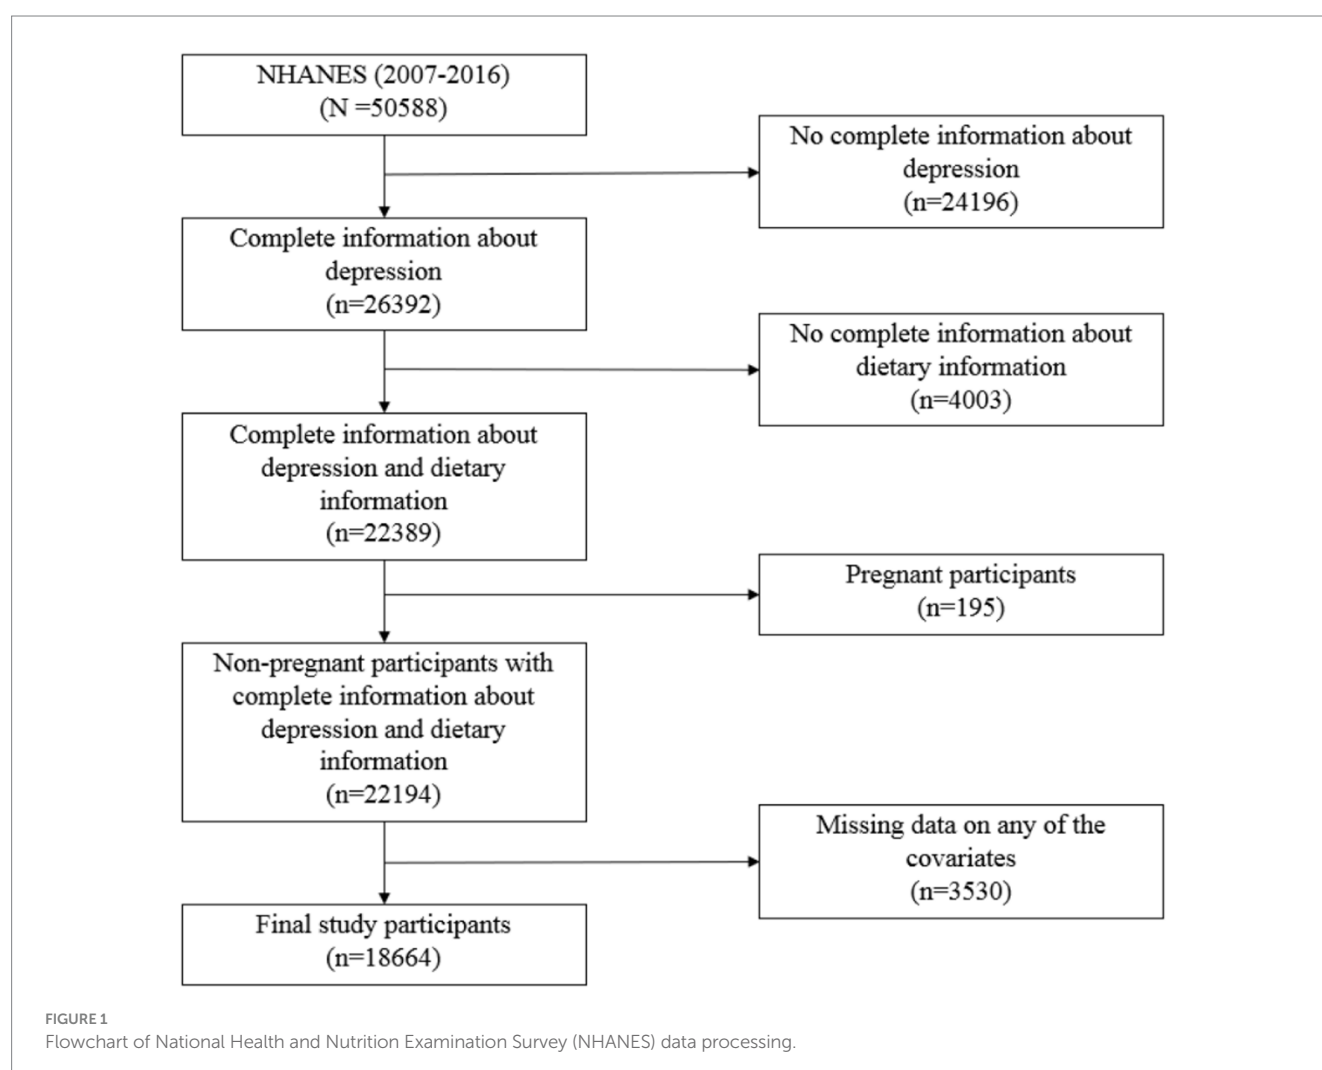 NHANES (2007-2016)
(N =50588)
No complete information about
depression
(n=24196)
Complete information about
depression
(n=26392)
No complete information about
dietary information
(n=4003)
Complete information about
depression and dietary
information
(n=22389)
Pregnant participants
(n=195)
Non-pregnant participants with
complete information about
depression and dietary
information
(n=22194)
Missing data on any of the
covariates
(n=3530)
Final study participants
(n=18664)
FIGURE 1
Flowchart of National Health and Nutrition Examination Survey (NHANES) data processing.